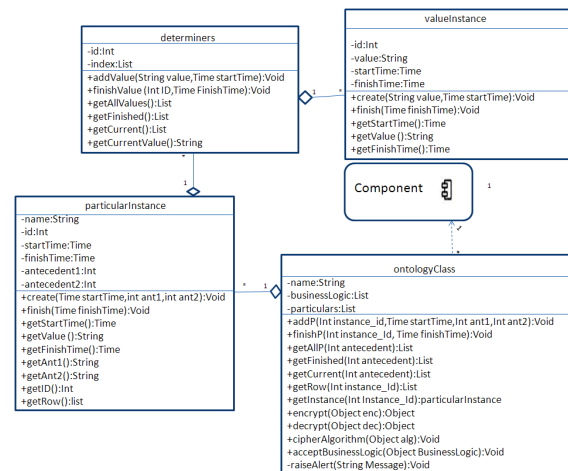 determiners
-id:Int
-index:List
+addValue(String value,Time startTime):Void
+finishValue (Int ID,Time FinishTime):Void
+getAllValues():List
+getFinished():List
+getCurrent():List
+getCurrentValue():String
valueInstance
-id:Int
-value:String
-startTime:Time
-finishTime:Time
+create(String value,Time startTime):Void
+finish(Time finishTime):Void
+getStartTime():Time
+getValue ():String
+getFinishTime():Time
1
*
*
1
Component
1
particularInstance
-name:String
-id:Int
-startTime:Time
-finishTime:Time
-antecedent1:Int
-antecedent2:Int
+create(Time startTime,int ant1,int ant2):Void
+finish(Time finishTime):Void
+getStartTime():Time
+getValue ():String
+getFinishTime():Time
+getAnt1():String
+getAnt2():String
+getID():Int
+getRow():list
*
1
*
ontologyClass
-name:String
-businessLogic:List
-particulars:List
+addP(Int instance_id,Time startTime,Int ant1,Int ant2):Void
+finishP(Int instance_Id, Time finishTime):Void
+getAllP(Int antecedent):List
+getFinished(Int antecedent):List
+getCurrent(Int antecedent):List
+getRow(Int instance_Id):List
+getInstance(Int Instance_Id):particularInstance
+encrypt(Object enc):Object
+decrypt(Object dec):Object
+cipherAlgorithm(Object alg):Void
+acceptBusinessLogic(Object BusinessLogic):Void
-raiseAlert(String Message):Void